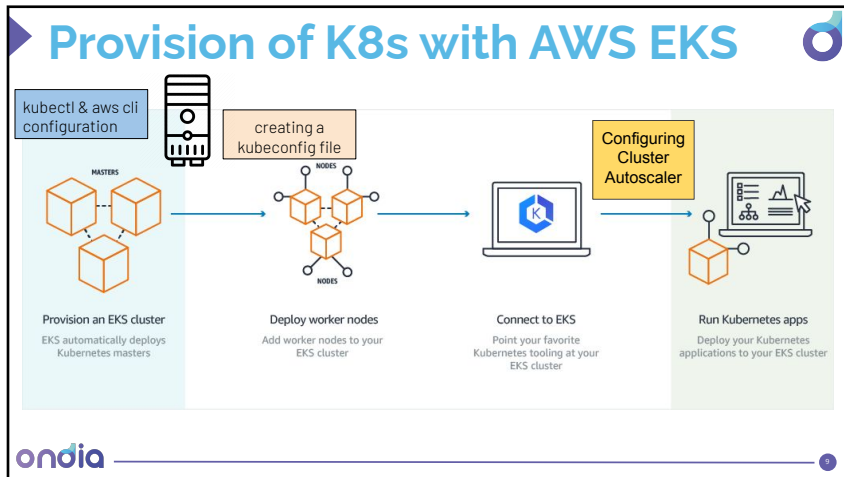 Provision of K8s with AWS EKS
kubectl & aws cli
configuration
creating a
kubeconfig file
Configuring
Cluster
Autoscaler
MASTERS
NODES
NODES
K
Provision an EKS cluster
EKS automatically deploys
Kubernetes masters
Deploy worker nodes
Add worker nodes to your
EKS cluster
Connect to EKS
Point your favorite
Kubernetes tooling at your
EKS cluster
Run Kubernetes apps
Deploy your Kubernetes
applications to your EKS cluster
ondia
9